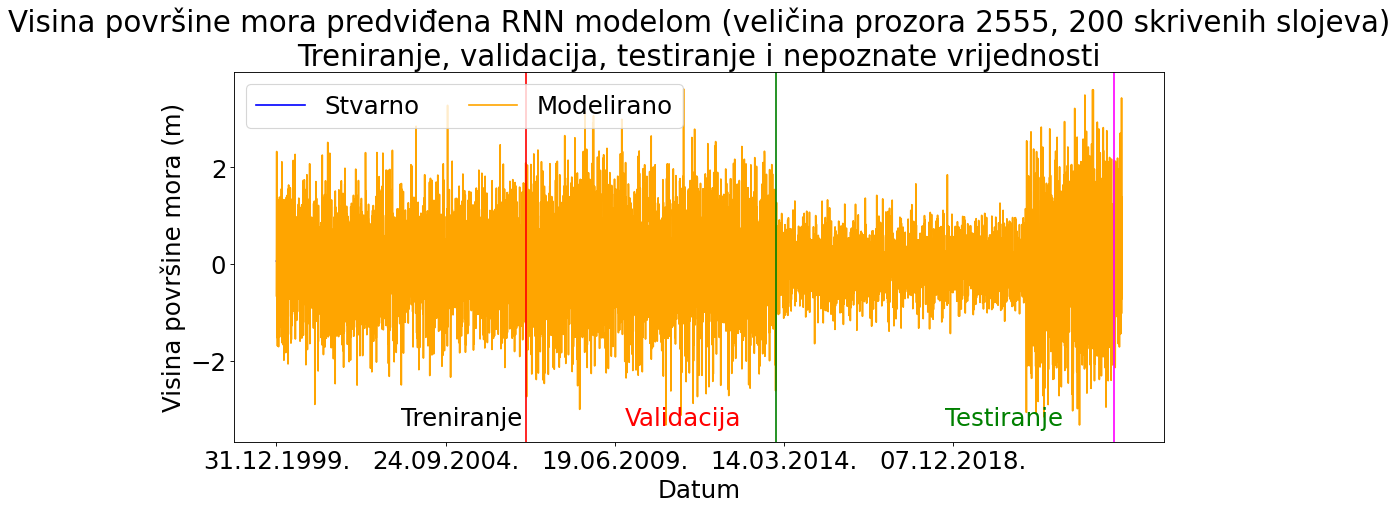 Visina površine mora predviđena RNN modelom (veličina prozora 2555, 200 skrivenih slojeva)
Treniranje, validacija, testiranje i nepoznate vrijednosti
Stvarno
Modelirano
Visina površine mora (m)
2
0
−2
Treniranje
Validacija
Testiranje
31.12.1999.
24.09.2004.
19.06.2009.
14.03.2014.
07.12.2018.
Datum